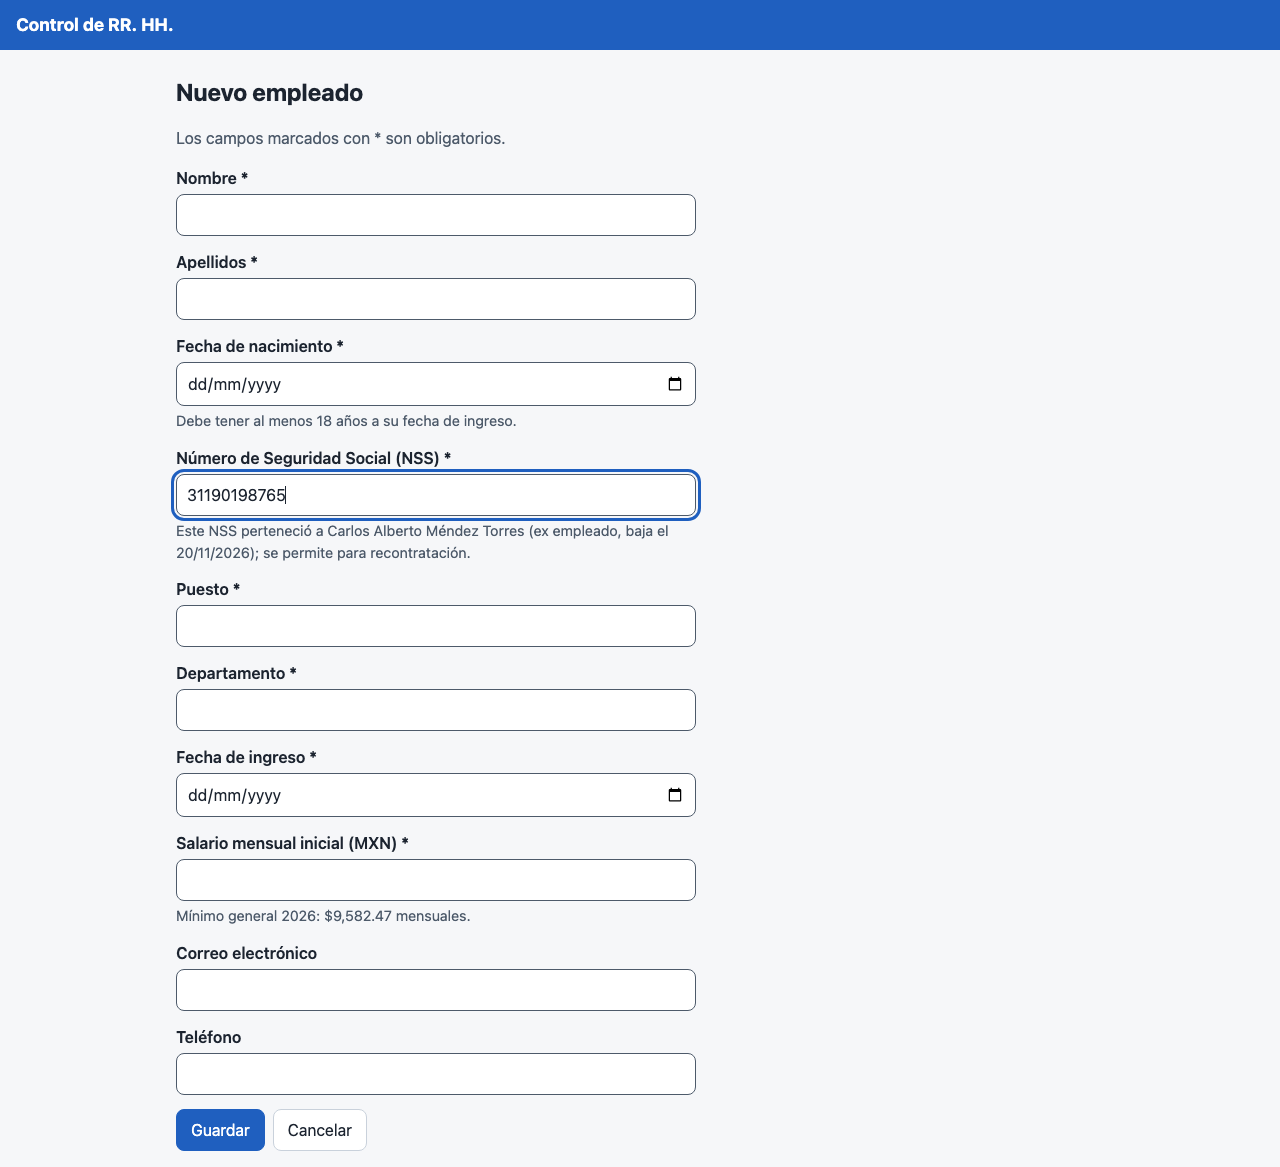 Control de RR. HH.
Nuevo empleado
Los campos marcados con * son obligatorios.
Nombre *
Apellidos *
Fecha de nacimiento *
dd/mm/yyyy
Debe tener al menos 18 años a su fecha de ingreso.
Número de Seguridad Social (NSS) *
31190198765
Este NSS perteneció a Carlos Alberto Méndez Torres (ex empleado, baja el
20/11/2026); se permite para recontratación.
Puesto *
Departamento *
Fecha de ingreso *
dd/mm/yyyy
Salario mensual inicial (MXN) *
Mínimo general 2026: $9,582.47 mensuales.
Correo electrónico
Teléfono
Guardar Cancelar